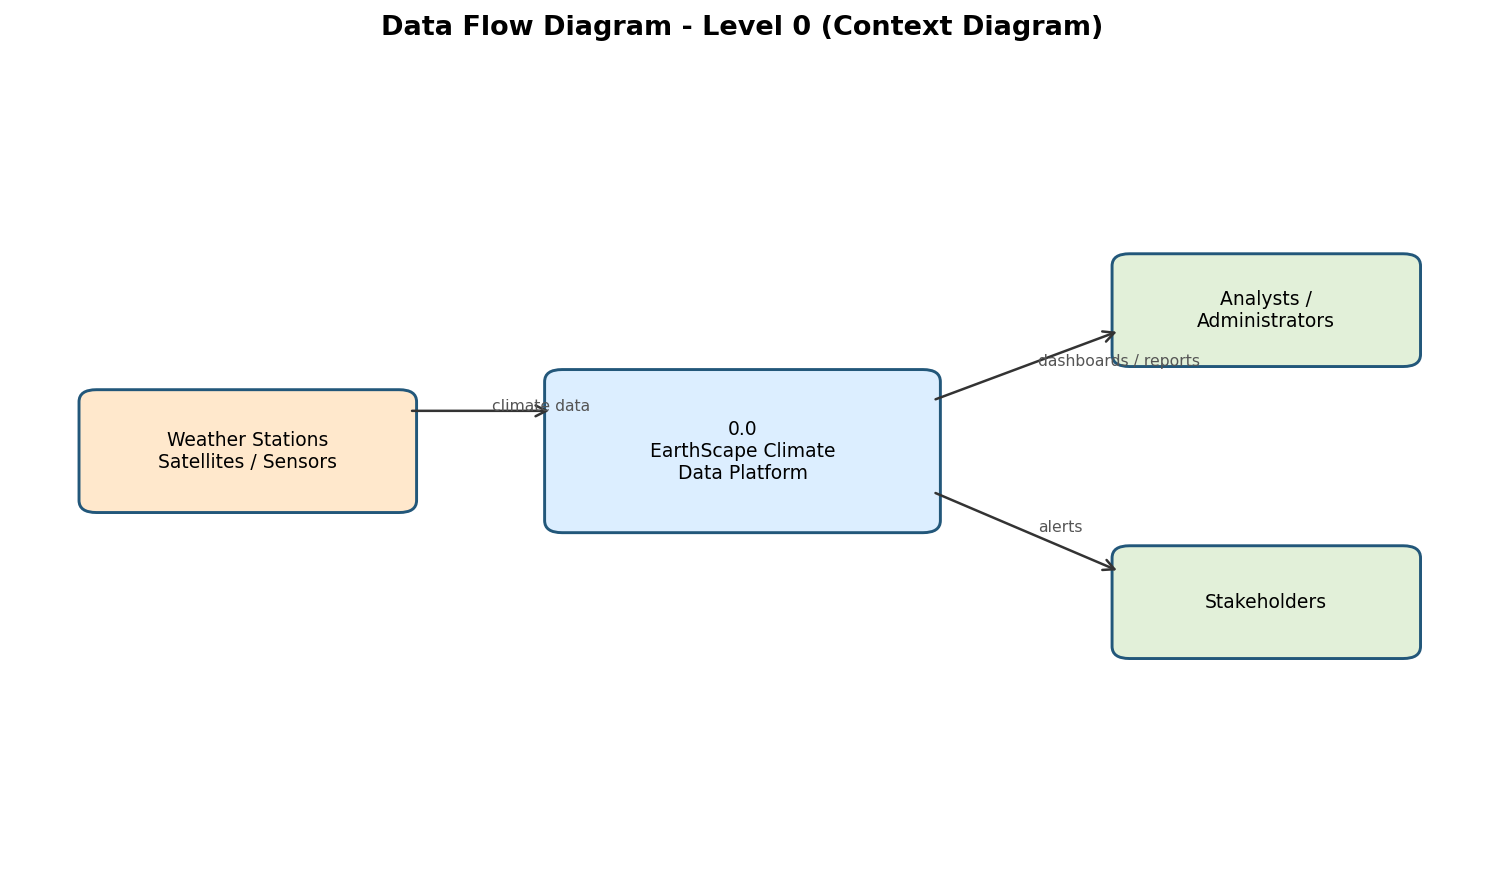 Data Flow Diagram - Level 0 (Context Diagram)
Weather Stations
Satellites / Sensors
climate data
0.0
EarthScape Climate
Data Platform
dashboards / reports
Analysts /
Administrators
alerts
Stakeholders